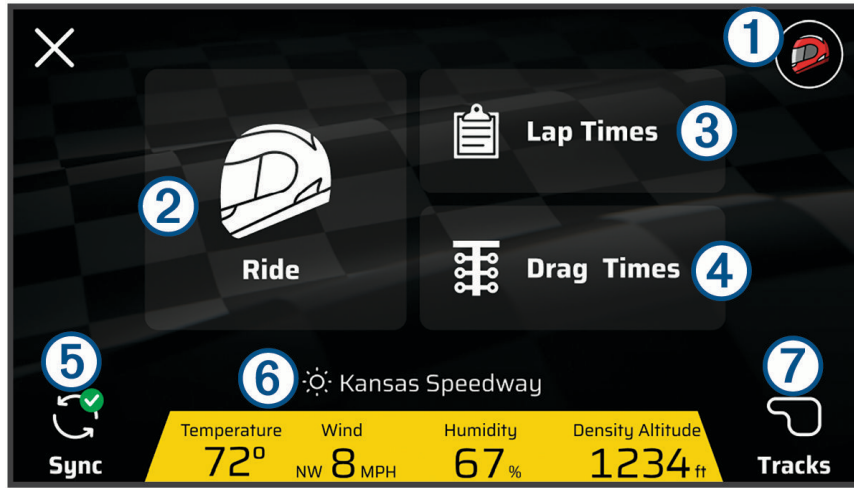 1
2
Ride
3
Lap Times
4
Drag Times
5
Sync
6
Kansas Speedway
Temperature
72°
Wind
NW 8 MPH
Humidity
67 %
Density Altitude
1234 ft
7
Tracks